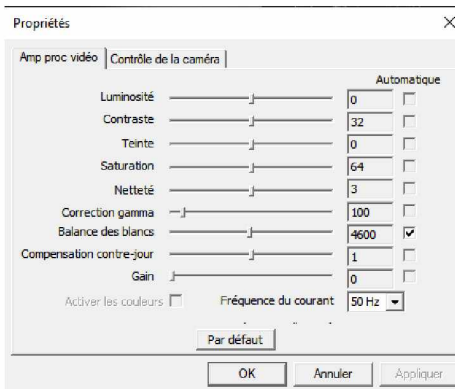 Propriétés
Amp proc vidéo Contrôle de la caméra
Automatique
Luminosité 0
Contraste 32
Teinte 0
Saturation 64
Netteté 3
Correction gamma 100
Balance des blancs 4600
Compensation contre-jour 1
Gain 0
Activer les couleurs Fréquence du courant 50 Hz
Par défaut
OK Annuler Appliquer